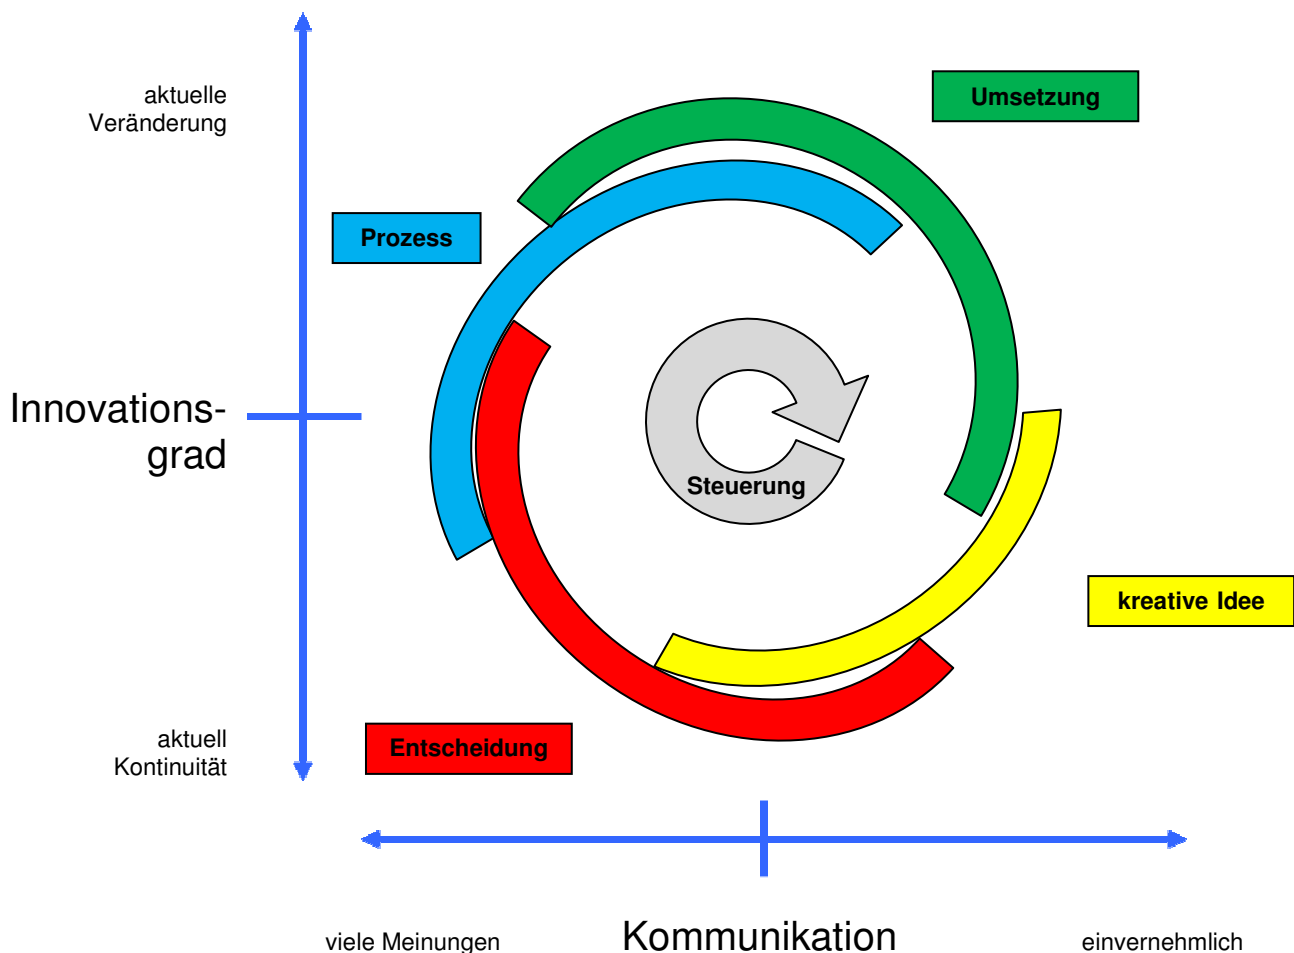 aktuelle
Veränderung
Umsetzung
Prozess
Innovations-
grad
Steuerung
kreative Idee
aktuell
Kontinuität
Entscheidung
viele Meinungen
Kommunikation
einvernehmlich